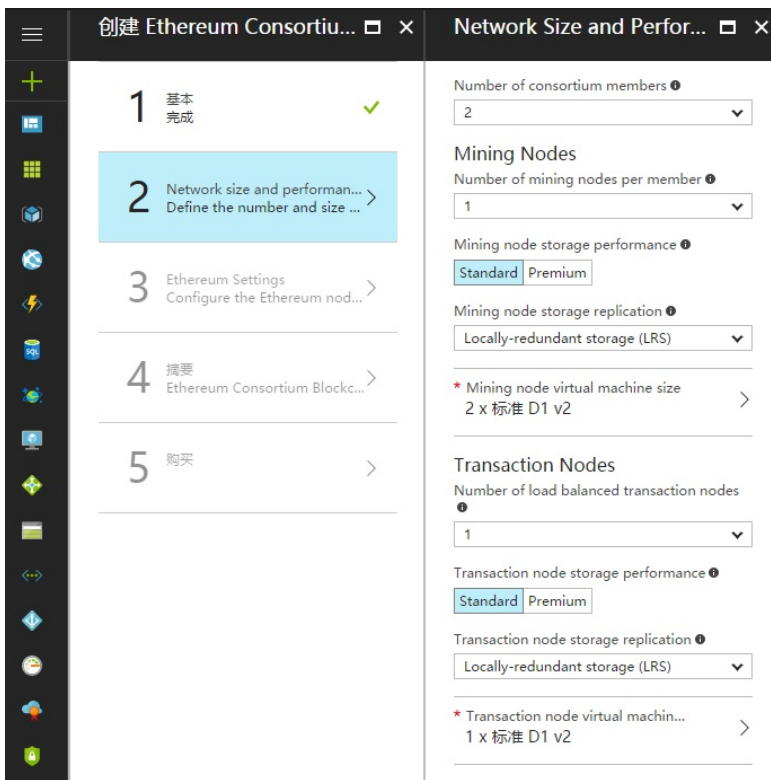 创建 Ethereum Consortiu...
1
基本
完成
2
Network size and performan...
Define the number and size ...
3
Ethereum Settings
Configure the Ethereum nod...
4
摘要
Ethereum Consortium Blockc...
5
购买
Network Size and Perfor...
Number of consortium members
2
Mining Nodes
Number of mining nodes per member
1
Mining node storage performance
Standard Premium
Mining node storage replication
Locally-redundant storage (LRS)
* Mining node virtual machine size
2 x 标准 D1 v2
Transaction Nodes
Number of load balanced transaction nodes
1
Transaction node storage performance
Standard Premium
Transaction node storage replication
Locally-redundant storage (LRS)
* Transaction node virtual machin...
1 x 标准 D1 v2
SQL